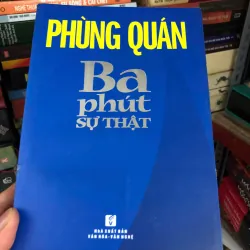 PHÙNG QUÁN
Ba
phút
SỰ THẬT
NHÀ XUẤT BẢN
VĂN HÓA-VĂN NGHỆ